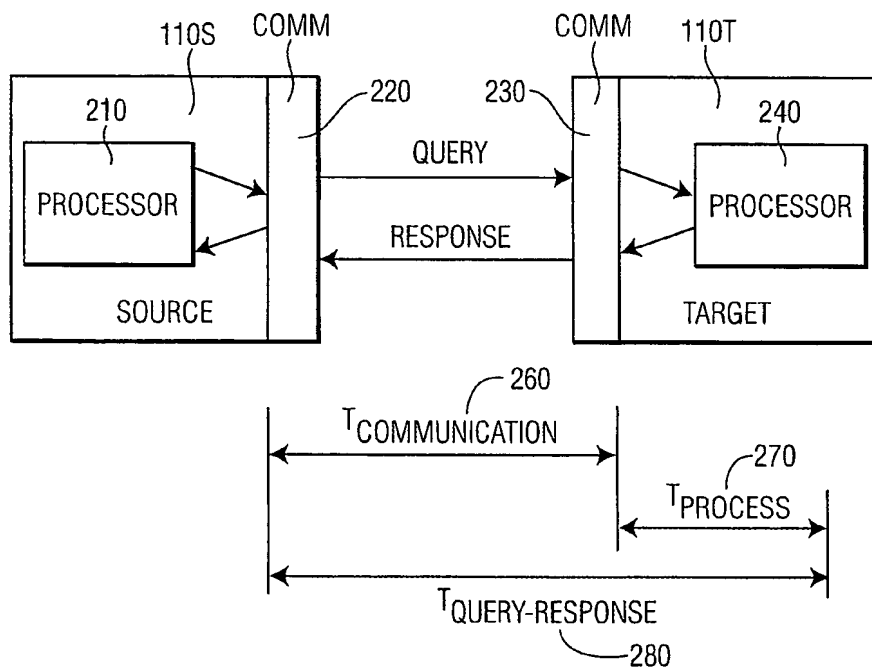 110S
COMM
COMM
110T
210
220
230
240
QUERY
PROCESSOR
PROCESSOR
RESPONSE
SOURCE
TARGET
260
TCOMMUNICATION
270
TPROCESS
TQUERY-RESPONSE
280